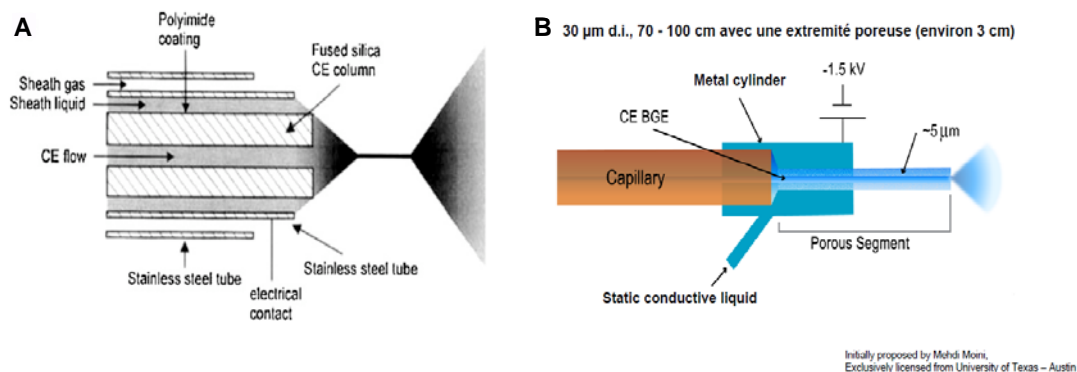 A
Polyimide
coating
Fused silica
CE column
Sheath gas
Sheath liquid
CE flow
Stainless steel tube
electrical
contact
Stainless steel tube
B 30 µm d.i., 70 - 100 cm avec une extremité poreuse (environ 3 cm)
Metal cylinder
-1.5 kV
CE BGE
~5 µm
Capillary
Porous Segment
Static conductive liquid
Initially proposed by Mehdi Moini,
Exclusively licensed from University of Texas – Austin